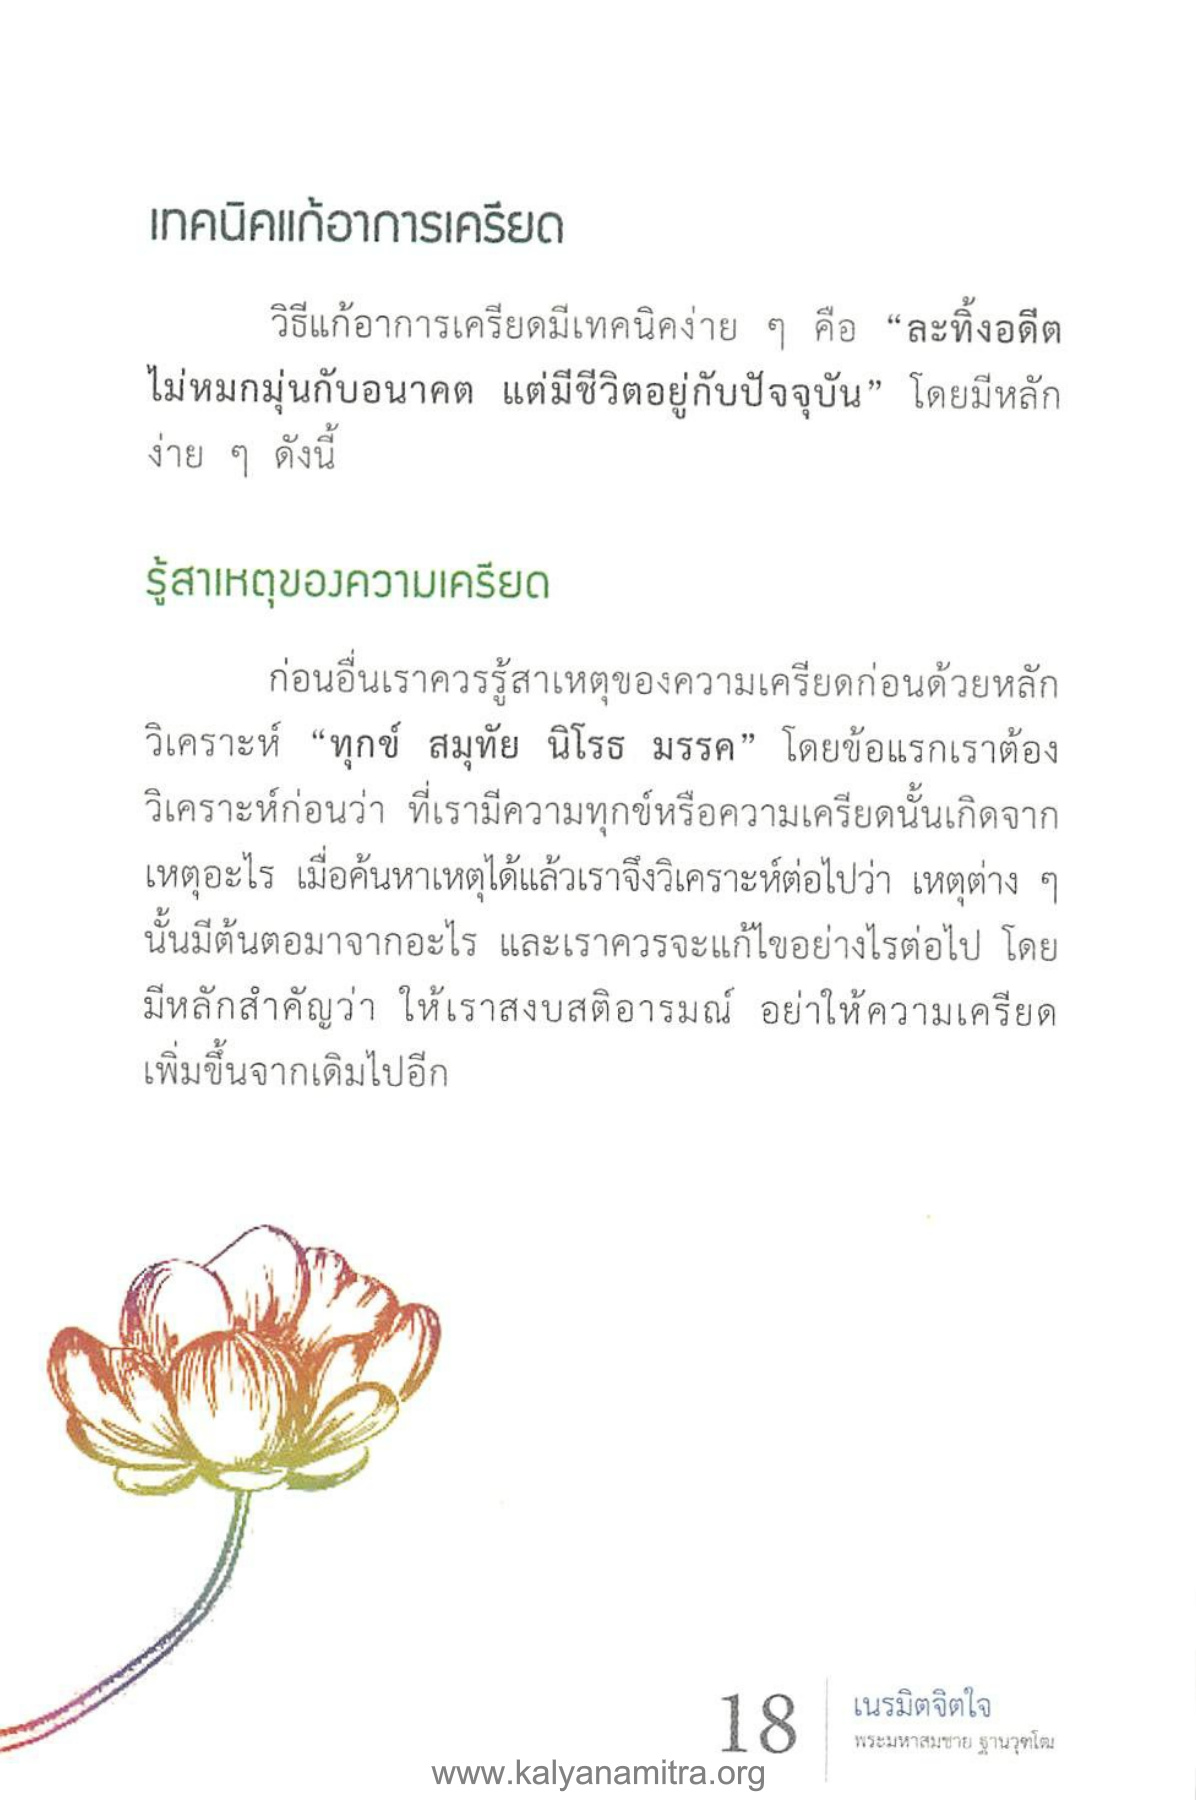 เทคนิคแก้อาการเครียด
วิธีแก้อาการเครียดมีเทคนิคง่าย ๆ คือ “ละทิ้งอดีต
ไม่หมกมุ่นกับอนาคต แต่มีชีวิตอยู่กับปัจจุบัน” โดยมีหลัก
ง่าย ๆ ดังนี้
รู้สาเหตุของความเครียด
ก่อนอื่นเราควรรู้สาเหตุของความเครียดก่อนด้วยหลัก
วิเคราะห์ “ทุกข์ สมุทัย นิโรธ มรรค” โดยข้อแรกเราต้อง
วิเคราะห์ก่อนว่า ที่เรามีความทุกข์หรือความเครียดนั้นเกิดจาก
เหตุอะไร เมื่อค้นหาเหตุได้แล้วเราจึงวิเคราะห์ต่อไปว่า เหตุต่าง ๆ
นั้นมีต้นตอมาจากอะไร และเราควรจะแก้ไขอย่างไรต่อไป โดย
มีหลักสำคัญว่า ให้เราสงบสติอารมณ์ อย่าให้ความเครียด
เพิ่มขึ้นจากเดิมไปอีก
18
เนรมิตจิตใจ
พระมหาสมชาย ฐานวุฑโฒ
www.kalyanamitra.org